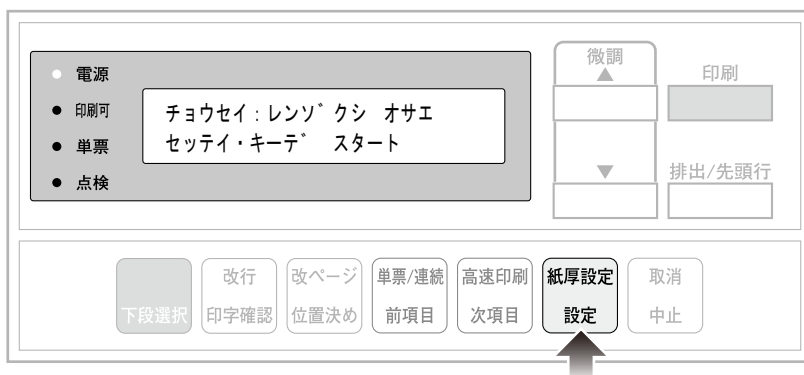 微調
▲
印刷
電源
印刷可
単票
点検
チョウセイ:レンゾクシ オサエ
セッテイ・キーデ スタート
▼
排出/先頭行
下段選択
改行
印字確認
改ページ
位置決め
単票/連続
前項目
高速印刷
次項目
紙厚設定
設定
取消
中止